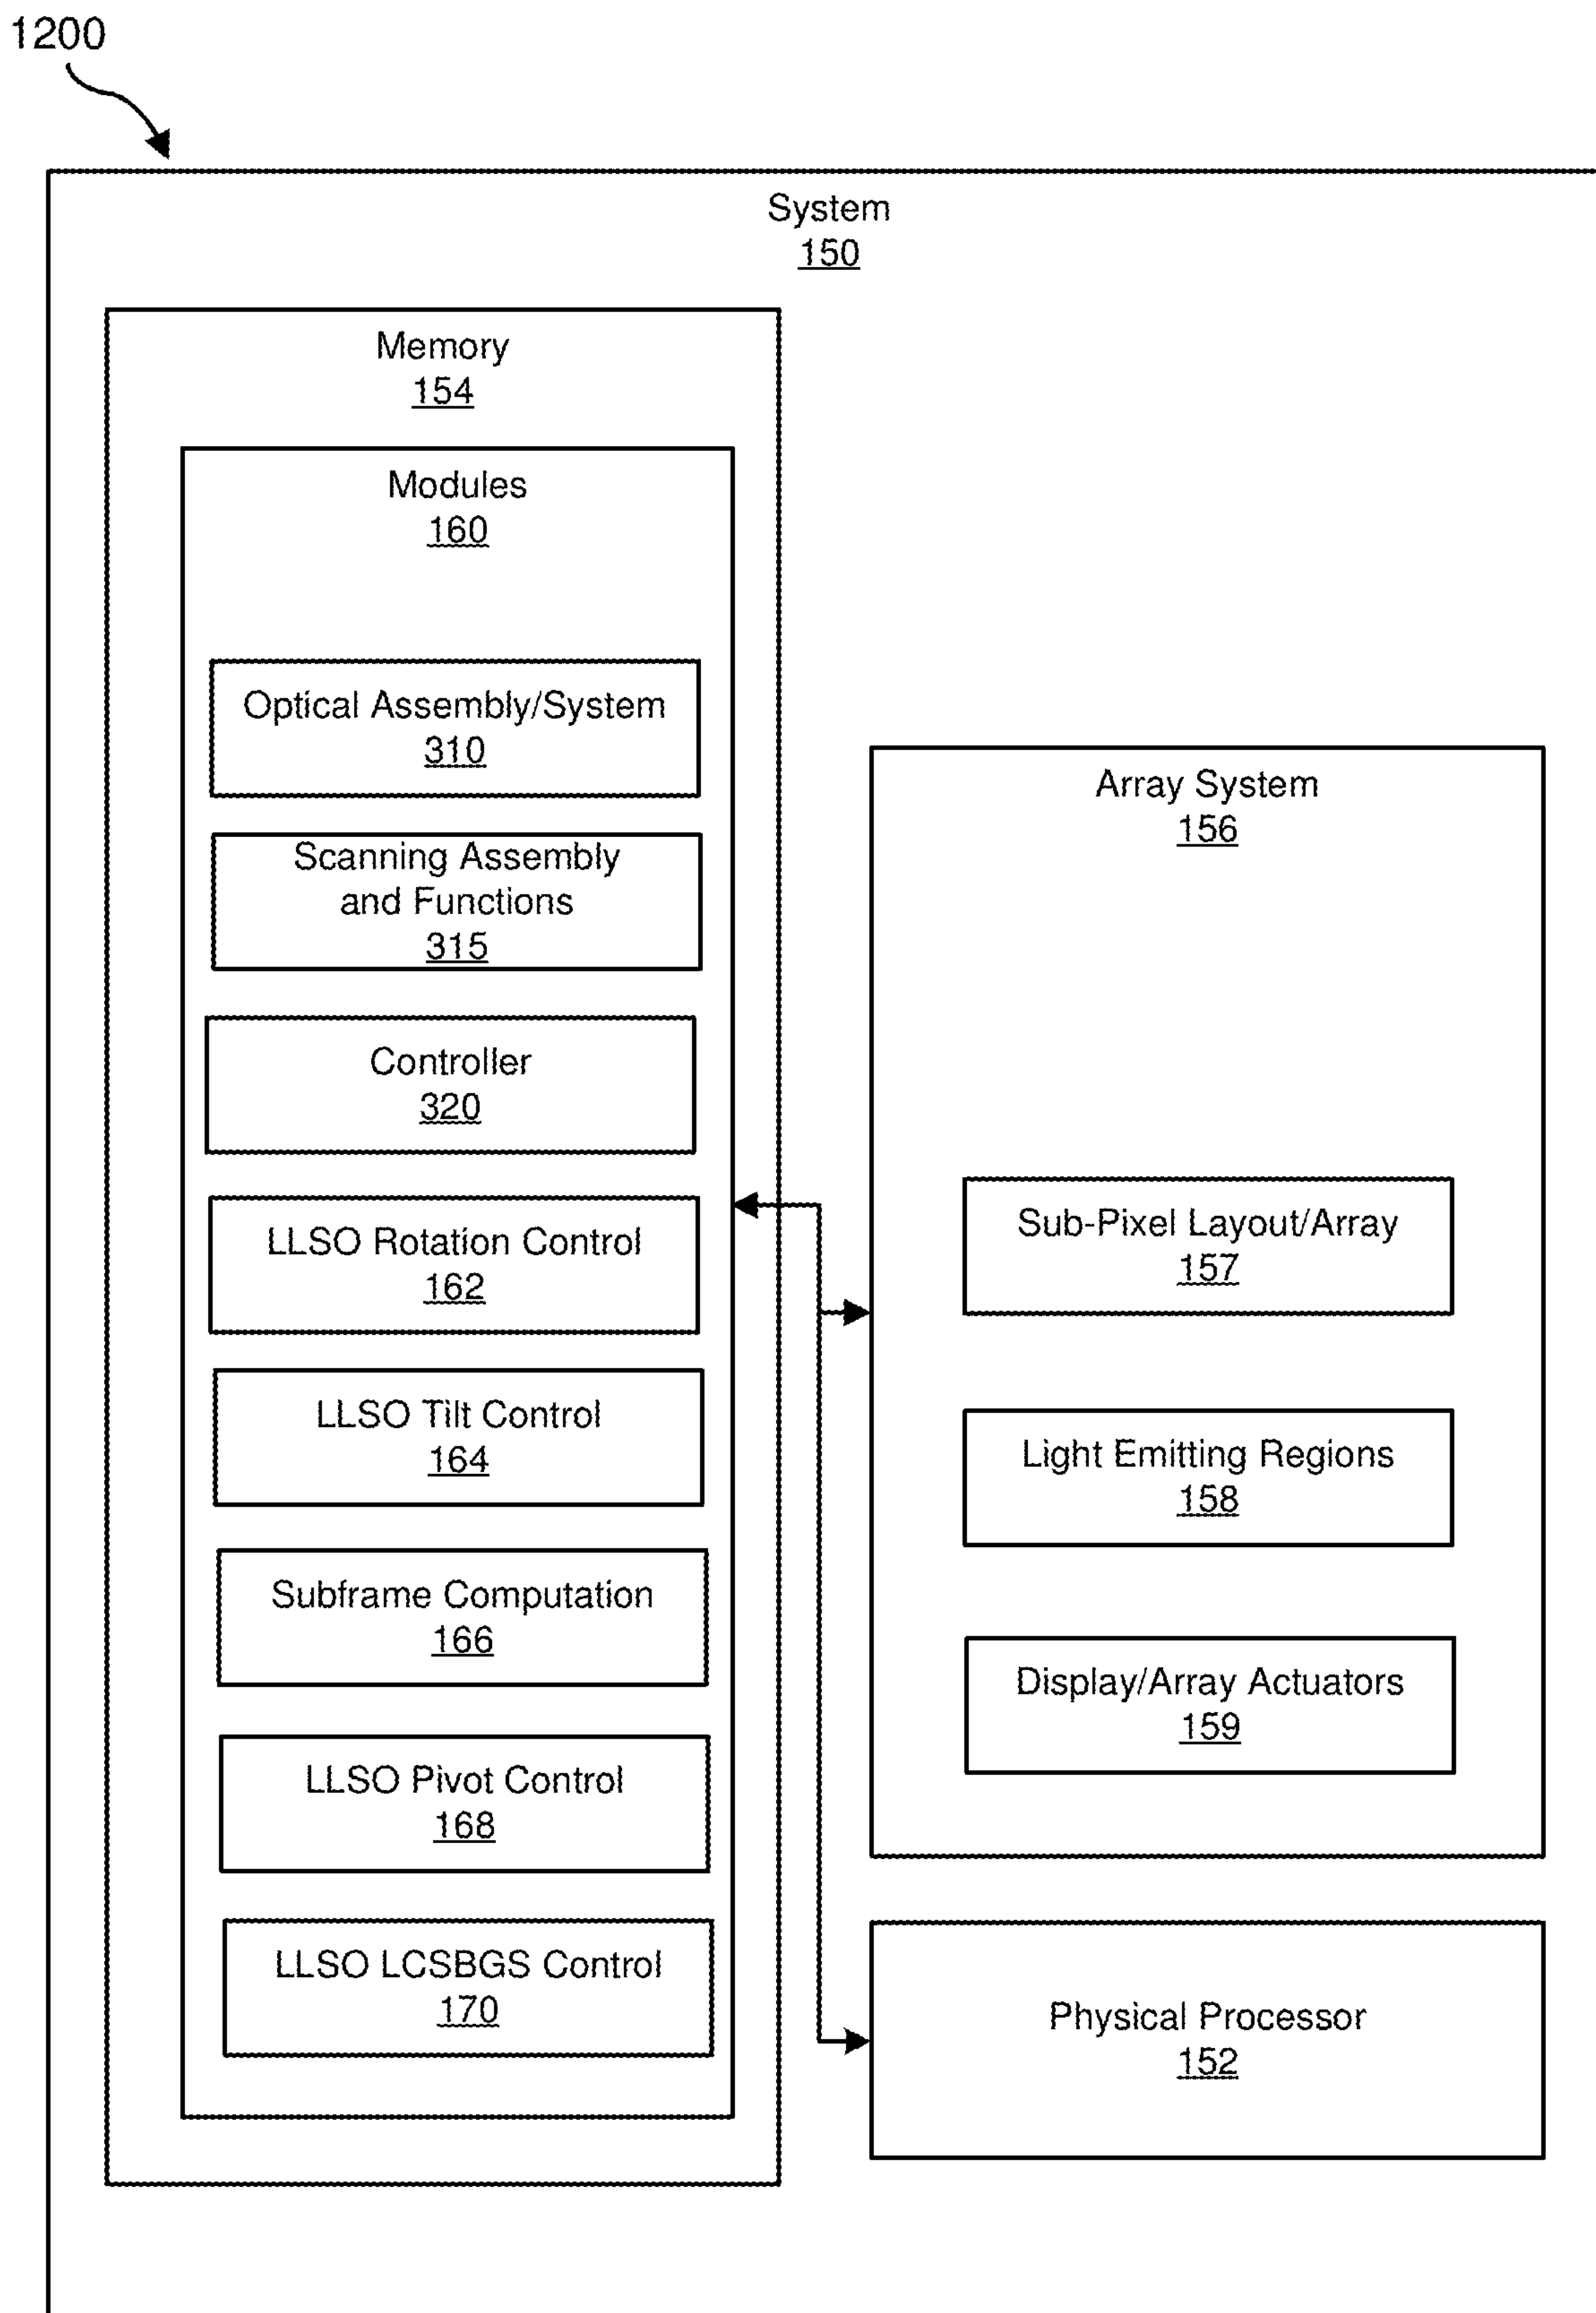 1200
System
150
Memory
154
Modules
160
Optical Assembly/System
310
Scanning Assembly
and Functions
315
Controller
320
LLSO Rotation Control
162
LLSO Tilt Control
164
Subframe Computation
166
LLSO Pivot Control
168
LLSO LCSBGS Control
170
Array System
156
Sub-Pixel Layout/Array
157
Light Emitting Regions
158
Display/Array Actuators
159
Physical Processor
152